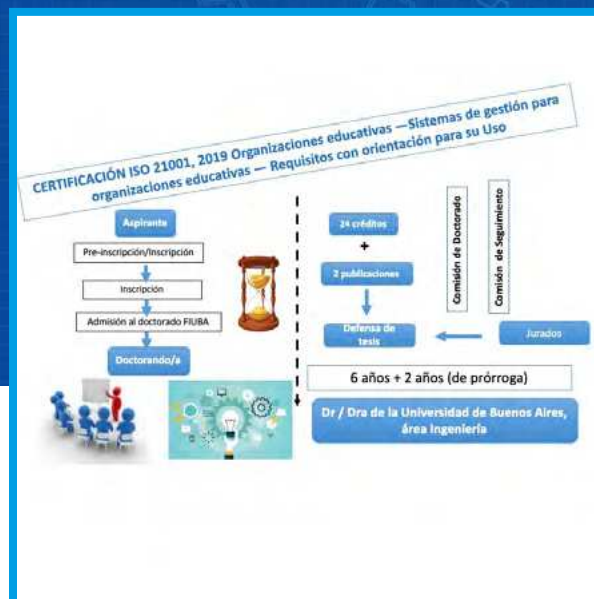 CERTIFICACIÓN ISO 21001, 2019 Organizaciones educativas —Sistemas de gestión para
organizaciones educativas — Requisitos con orientación para su Uso
Aspirante
Pre-inscripción/Inscripción
Inscripción
Admisión al doctorado FIUBA
Doctorando/a
24 créditos
+
2 publicaciones
Defensa de
tesis
Comisión de Doctorado
Comisión de Seguimiento
Jurados
6 años + 2 años (de prórroga)
Dr / Dra de la Universidad de Buenos Aires,
área Ingeniería